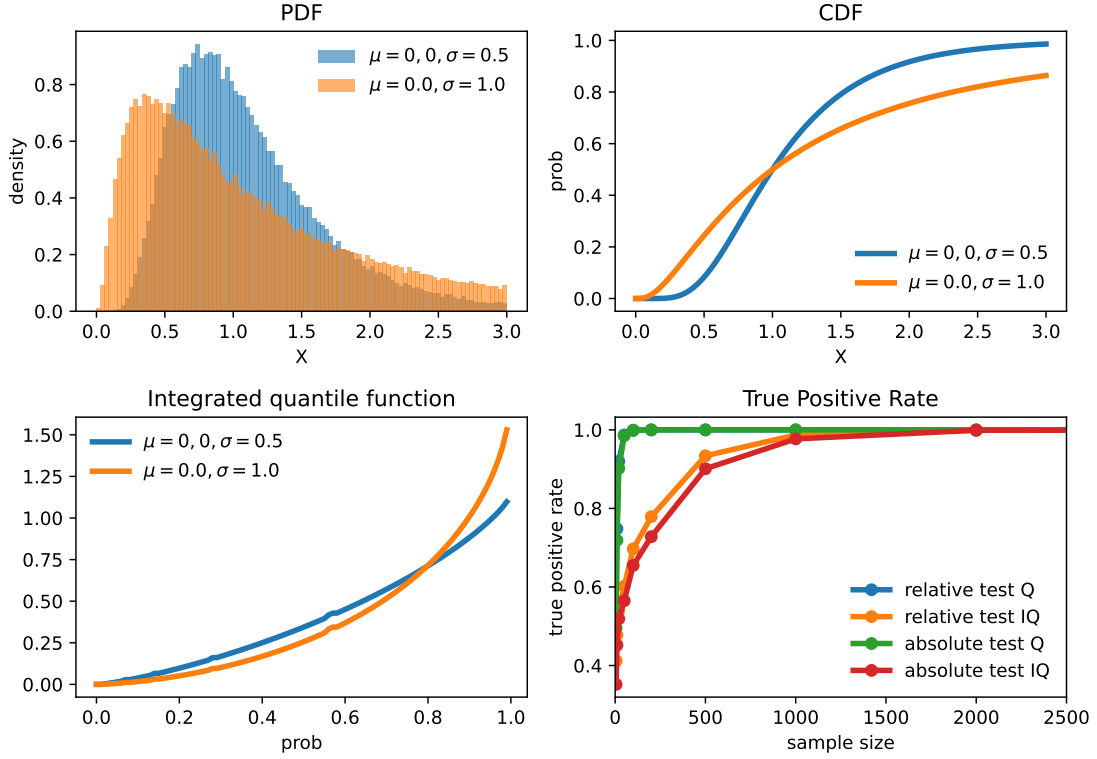 PDF
density
0.8
0.6
0.4
0.2
0.0
μ = 0, 0, σ = 0.5
μ = 0.0, σ = 1.0
0.0 0.5 1.0 1.5 2.0 2.5 3.0
X
CDF
prob
1.0
0.8
0.6
0.4
0.2
0.0
μ = 0, 0, σ = 0.5
μ = 0.0, σ = 1.0
0.0 0.5 1.0 1.5 2.0 2.5 3.0
X
Integrated quantile function
1.50
1.25
1.00
0.75
0.50
0.25
0.00
μ = 0, 0, σ = 0.5
μ = 0.0, σ = 1.0
0.0 0.2 0.4 0.6 0.8 1.0
prob
True Positive Rate
true positive rate
1.0
0.8
0.6
0.4
relative test Q
relative test IQ
absolute test Q
absolute test IQ
0 500 1000 1500 2000 2500
sample size